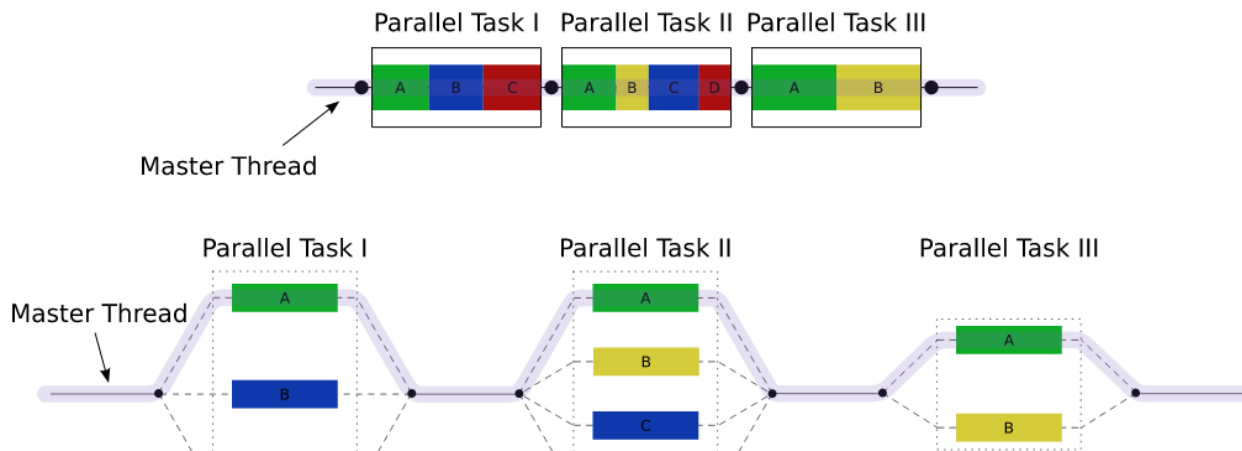 Parallel Task I Parallel Task II Parallel Task III
A B C A B C D A B
Master Thread
Parallel Task I Parallel Task II Parallel Task III
A A
Master Thread
A
B
B
C B